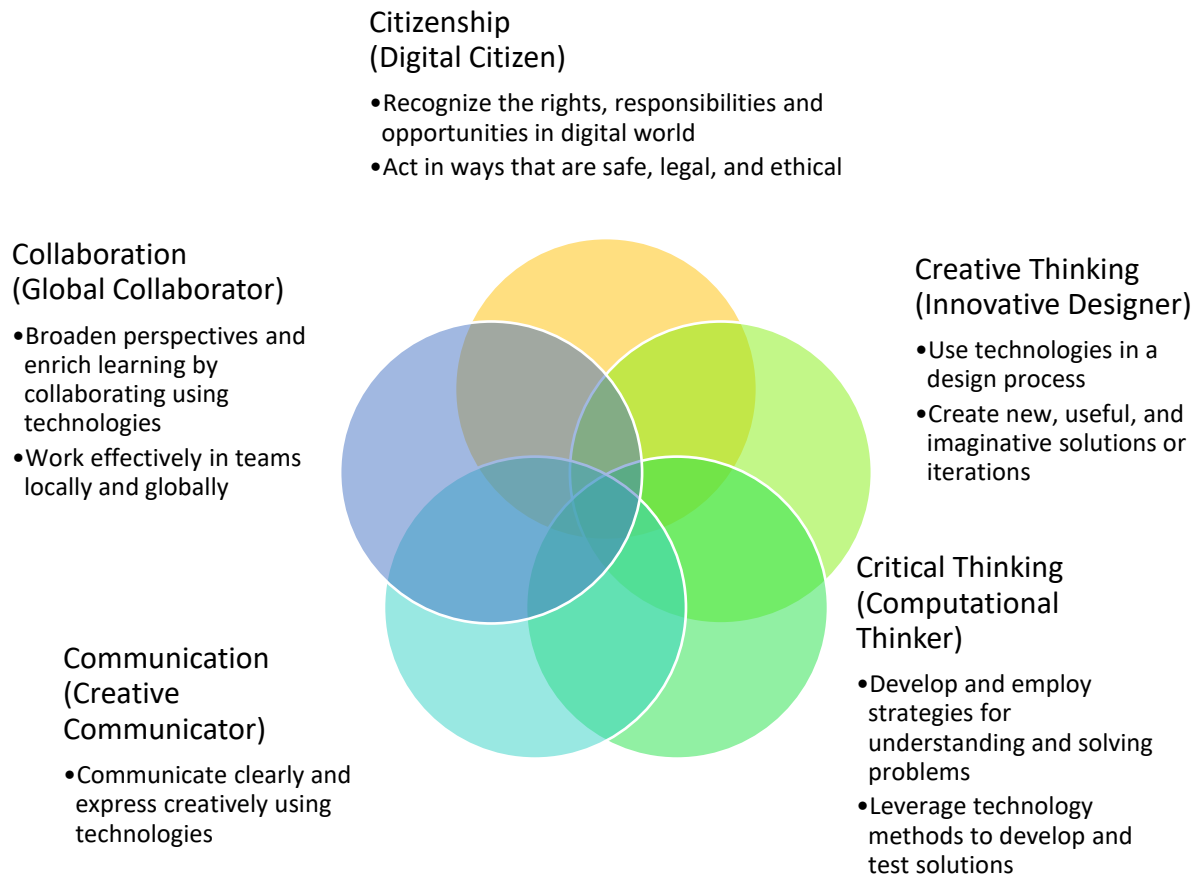 Citizenship
(Digital Citizen)
•Recognize the rights, responsibilities and
opportunities in digital world
•Act in ways that are safe, legal, and ethical
Collaboration
(Global Collaborator)
•Broaden perspectives and
enrich learning by
collaborating using
technologies
•Work effectively in teams
locally and globally
Creative Thinking
(Innovative Designer)
•Use technologies in a
design process
•Create new, useful, and
imaginative solutions or
iterations
Communication
(Creative
Communicator)
•Communicate clearly and
express creatively using
technologies
Critical Thinking
(Computational
Thinker)
•Develop and employ
strategies for
understanding and solving
problems
•Leverage technology
methods to develop and
test solutions